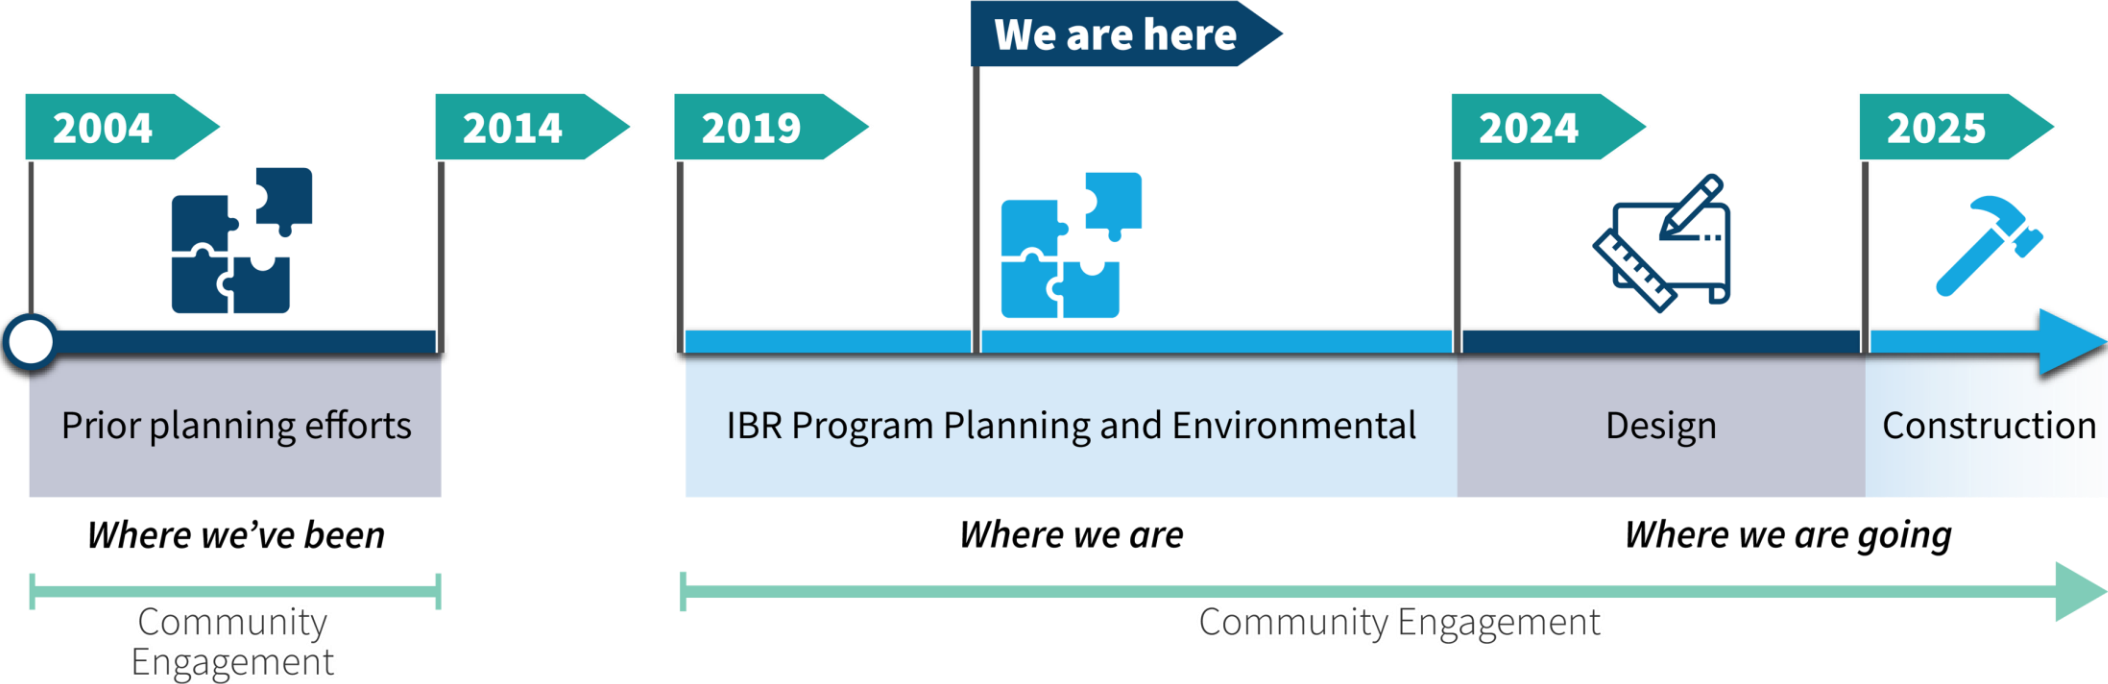 We are here
2004
2014
2019
2024
2025
Prior planning efforts
IBR Program Planning and Environmental
Design
Construction
Where we’ve been
Where we are
Where we are going
Community
Engagement
Community Engagement